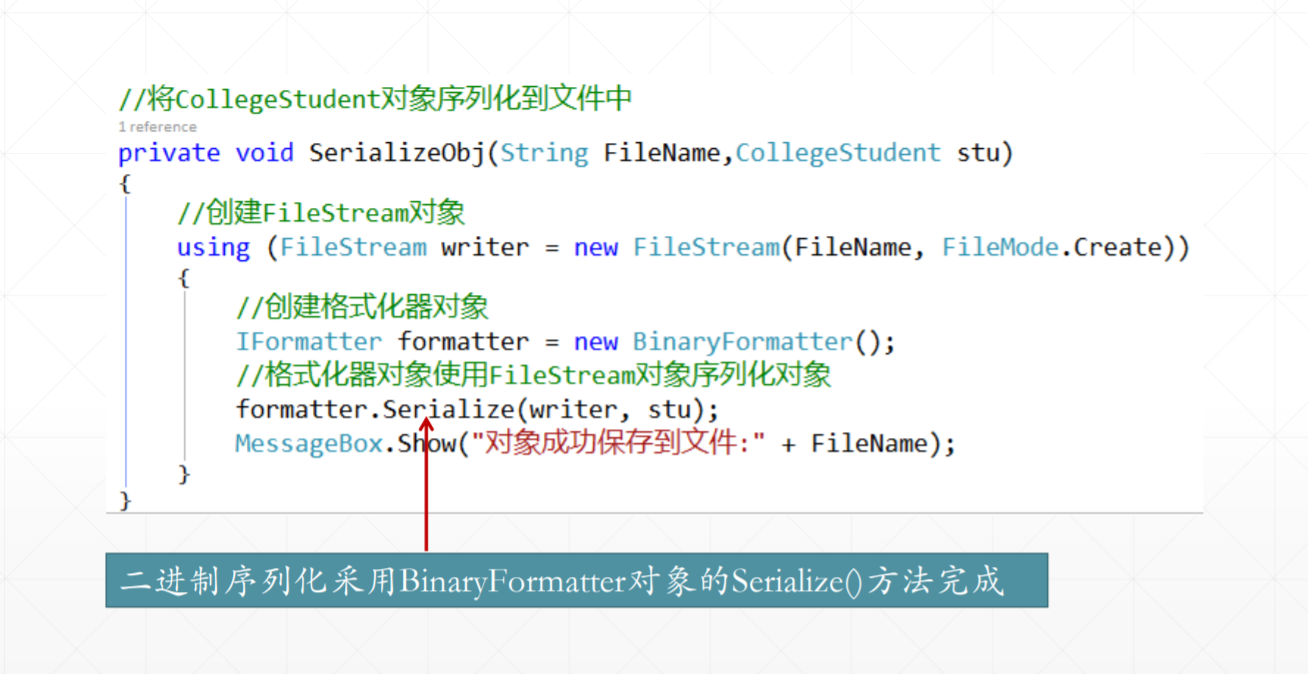 //将CollegeStudent对象序列化到文件中
1 reference
private void SerializeObj(String FileName,CollegeStudent stu)
{
//创建FileStream对象
using (FileStream writer = new FileStream(FileName, FileMode.Create))
{
//创建格式化器对象
IFormatter formatter = new BinaryFormatter();
//格式化器对象使用FileStream对象序列化对象
formatter.Serialize(writer, stu);
MessageBox.Show("对象成功保存到文件:" + FileName);
}
}
二进制序列化采用BinaryFormatter对象的Serialize()方法完成